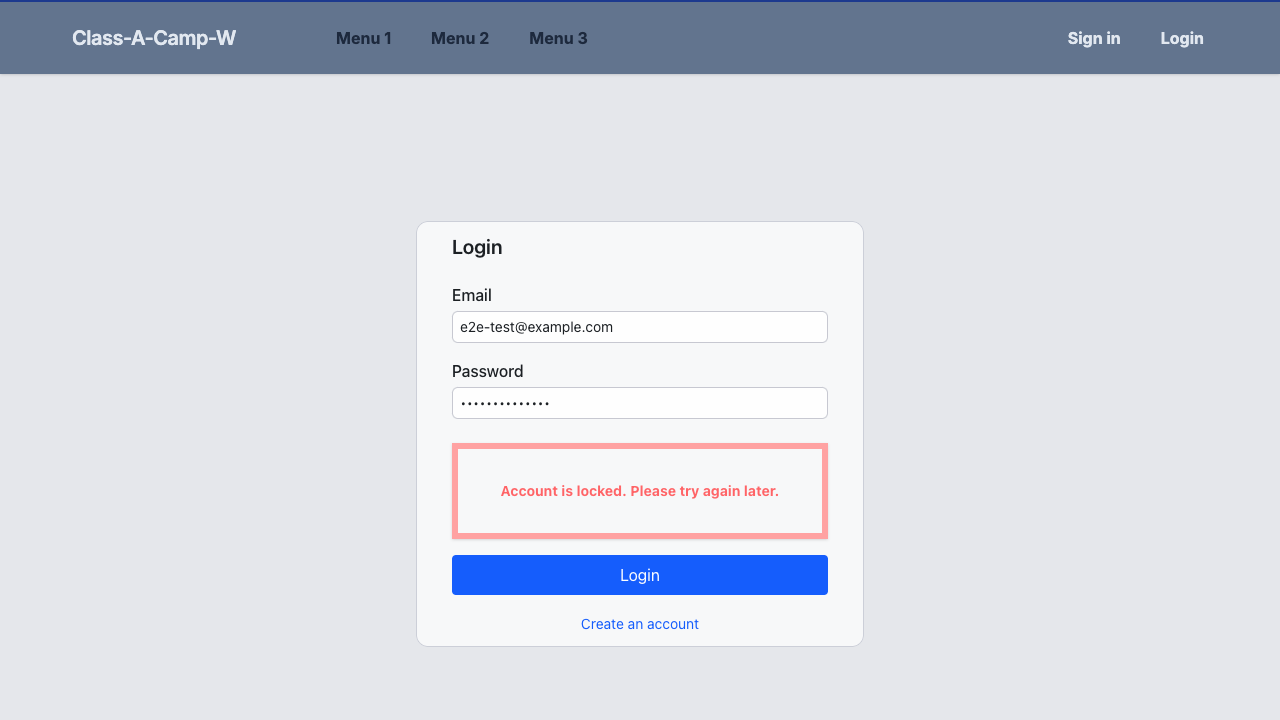 Class-A-Camp-W
Menu 1
Menu 2
Menu 3
Sign in
Login
Login
Email
e2e-test@example.com
Password
••••••••••••••
Account is locked. Please try again later.
Login
Create an account